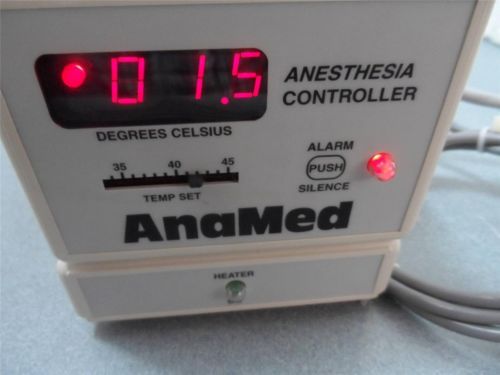 01.5
ANESTHESIA
CONTROLLER
DEGREES CELSIUS
35 40 45
TEMP SET
ALARM
PUSH
SILENCE
AnaMed
HEATER